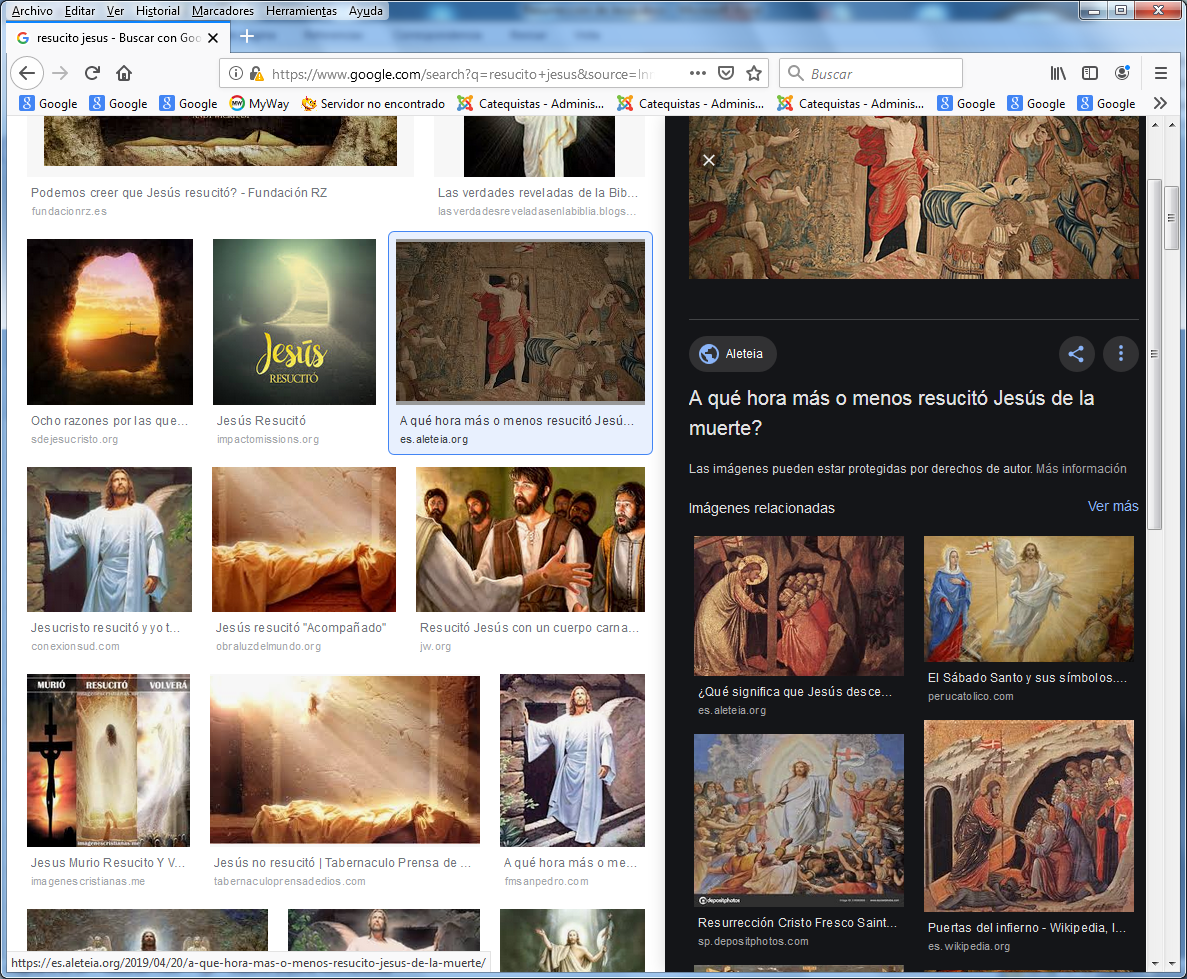 Archivo Editar Ver Historial Marcadores Herramientas Ayuda
resucito jesus - Buscar con Goo
https://www.google.com/search?q=resucito+jesus&source=lnr
Buscar
Google Google Google MyWay Servidor no encontrado Catequistas - Adminis... Catequistas - Adminis... Catequistas - Adminis... Google Google Google
Podemos creer que Jesús resucitó? - Fundación RZ
fundacionrz.es
Las verdades reveladas de la Bib...
lasverdadesreveladasenlabiblia.blogs...
Jesús
RESUCITÓ
Ocho razones por las que...
sdejesucristo.org
Jesús Resucitó
impactomissions.org
A qué hora más o menos resucitó Jesú...
es.aleteia.org
Jesucristo resucitó y yo t...
conexionsud.com
Jesús resucitó "Acompañado"
obraluzdelmundo.org
Resucitó Jesús con un cuerpo carna...
jw.org
MURIÓ RESUCITÓ VOLVERÁ
imagenescristianas.me
imagenescristianas.me
Jesus Murio Resucito Y V...
imagenescristianas.me
Jesús no resucitó | Tabernaculo Prensa de ...
tabernaculoprensadedios.com
A qué hora más o me...
fmsanpedro.com
https://es.aleteia.org/2019/04/20/a-que-hora-mas-o-menos-resucito-jesus-de-la-muerte/
Aleteia
A qué hora más o menos resucitó Jesús de la
muerte?
Las imágenes pueden estar protegidas por derechos de autor. Más información
Imágenes relacionadas
Ver más
¿Qué significa que Jesús desce...
es.aleteia.org
El Sábado Santo y sus símbolos....
perucatolico.com
depositphotos
Resurrección Cristo Fresco Saint...
sp.depositphotos.com
Puertas del infierno - Wikipedia, l...
es.wikipedia.org